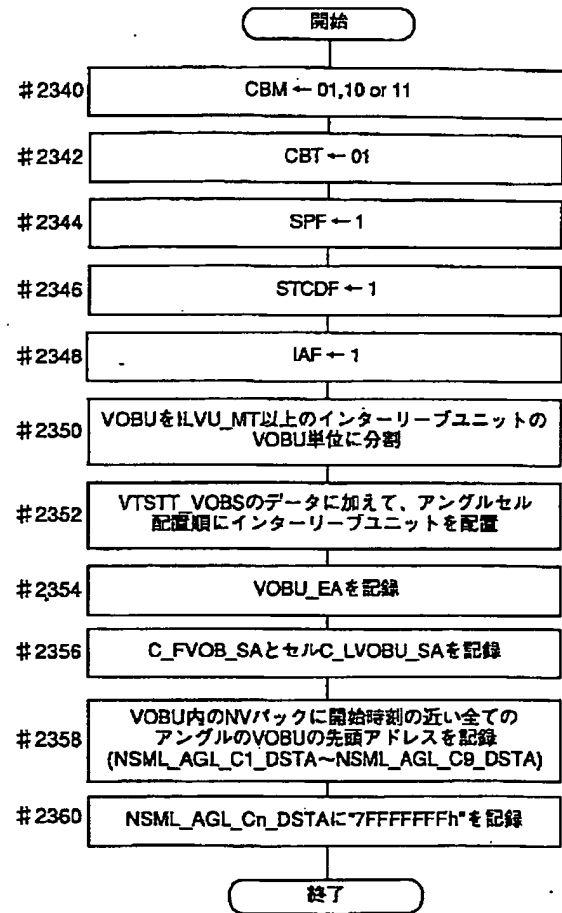 開始
#2340 CBM ← 01,10 or 11
#2342 CBT ← 01
#2344 SPF ← 1
#2346 STCDF ← 1
#2348 IAF ← 1
#2350 VOBUをILVU_MT以上のインターリーブユニットの
VOBU単位に分割
#2352 VTSTT_VOBSのデータに加えて、アングルセル
配置順にインターリーブユニットを配置
#2354 VOBU_EAを記録
#2356 C_FVOB_SAとセルC_LVOBU_SAを記録
#2358 VOBU内のNVパックに開始時刻の近い全ての
アングルのVOBUの先頭アドレスを記録
(NSML_AGL_C1_DSTA～NSML_AGL_C9_DSTA)
#2360 NSML_AGL_Cn_DSTAに"7FFFFFFFh"を記録
終了